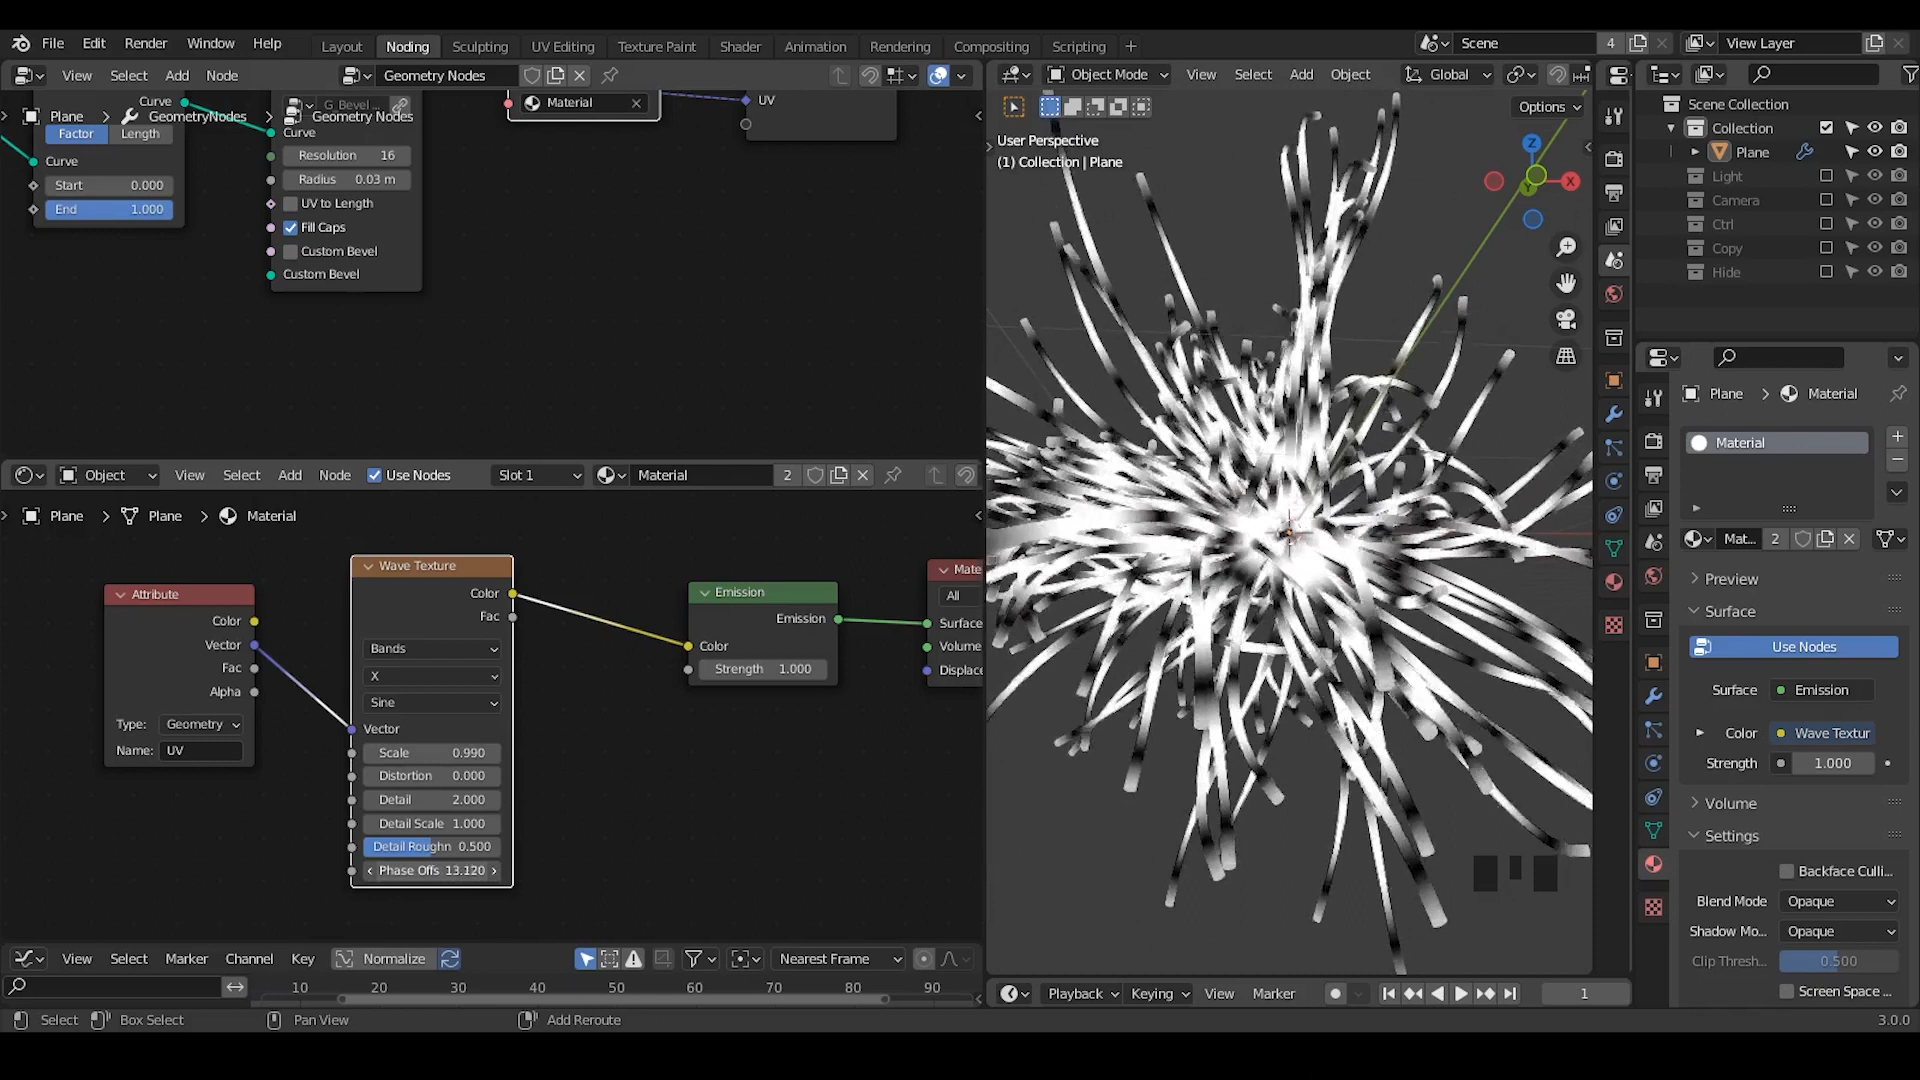 File Edit Render Window Help Layout Noding Sculpting UV Editing Texture Paint Shader Animation Rendering Compositing Scripting + Scene 4 View Layer
View Select Add Node Geometry Nodes
Object Mode View Select Add Object Global
Options
Plane > GeometryNodes > Geometry Nodes
Curve
G_Bevel ...
Factor Length
Curve
Start 0.000
End 1.000
Curve
Resolution 16
Radius 0.03 m
UV to Length
Fill Caps
Custom Bevel
Custom Bevel
Material
UV
User Perspective
(1) Collection | Plane
Z
X
Y
Scene Collection
Collection
Plane
Light
Camera
Ctrl
Copy
Hide
Object View Select Add Node Use Nodes Slot 1 Material 2
Plane > Plane > Material
Attribute
Color
Vector
Fac
Alpha
Type: Geometry
Name: UV
Wave Texture
Color
Fac
Bands
X
Sine
Vector
Scale 0.990
Distortion 0.000
Detail 2.000
Detail Scale 1.000
Detail Roughn 0.500
Phase Offs 13.120
Emission
Emission
Color
Strength 1.000
Mate
All
Surface
Volume
Displace
Plane > Material
Material
Mat... 2
Preview
Surface
Use Nodes
Surface Emission
Color Wave Textur
Strength 1.000
Volume
Settings
Backface Culli...
Blend Mode Opaque
Shadow Mo... Opaque
Clip Thresh... 0.500
Screen Space ...
View Select Marker Channel Key Normalize Nearest Frame
10 20 30 40 50 60 70 80 90
Playback Keying View Marker 1
Select Box Select Pan View Add Reroute 3.0.0